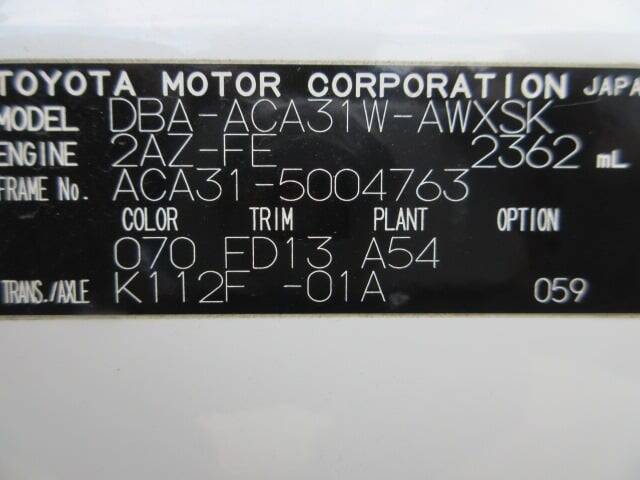 TOYOTA MOTOR CORPORATION JAPA
MODEL DBA-ACA31W-AWXSK
ENGINE 2AZ-FE 2362 mL
FRAME No. ACA31-5004763
COLOR TRIM PLANT OPTION
070 FD13 A54
TRANS./AXLE K112F -01A 059